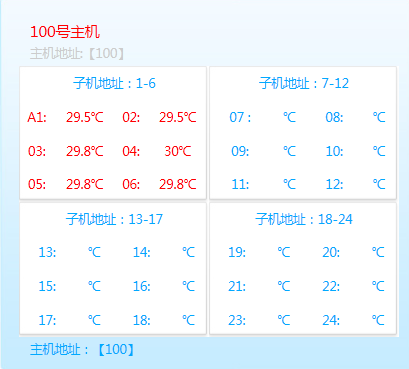 100号主机
主机地址:【100】
子机地址：1-6
A1: 29.5℃ 02: 29.5℃
03: 29.8℃ 04: 30℃
05: 29.8℃ 06: 29.8℃
子机地址：7-12
07 : ℃ 08: ℃
09: ℃ 10: ℃
11: ℃ 12: ℃
子机地址：13-17
13: ℃ 14: ℃
15: ℃ 16: ℃
17: ℃ 18: ℃
子机地址：18-24
19: ℃ 20: ℃
21: ℃ 22: ℃
23: ℃ 24: ℃
主机地址：【100】